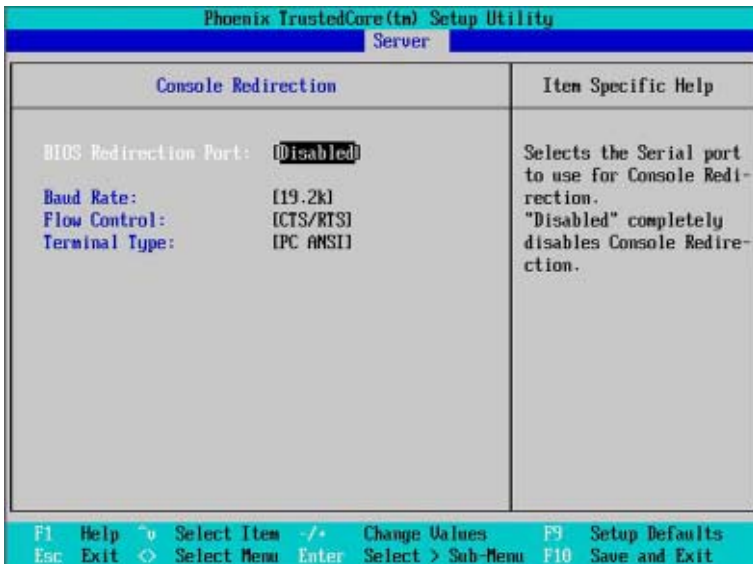 Phoenix TrustedCore(tm) Setup Utility
Server
Console Redirection
BIOS Redirection Port: [Disabled]
Baud Rate: [19.2k]
Flow Control: [CTS/RTS]
Terminal Type: [PC ANSI]
Item Specific Help
Selects the Serial port
to use for Console Redi-
rection.
"Disabled" completely
disables Console Redire-
ction.
F1 Help ^v Select Item -/+ Change Values F9 Setup Defaults
Esc Exit <> Select Menu Enter Select > Sub-Menu F10 Save and Exit